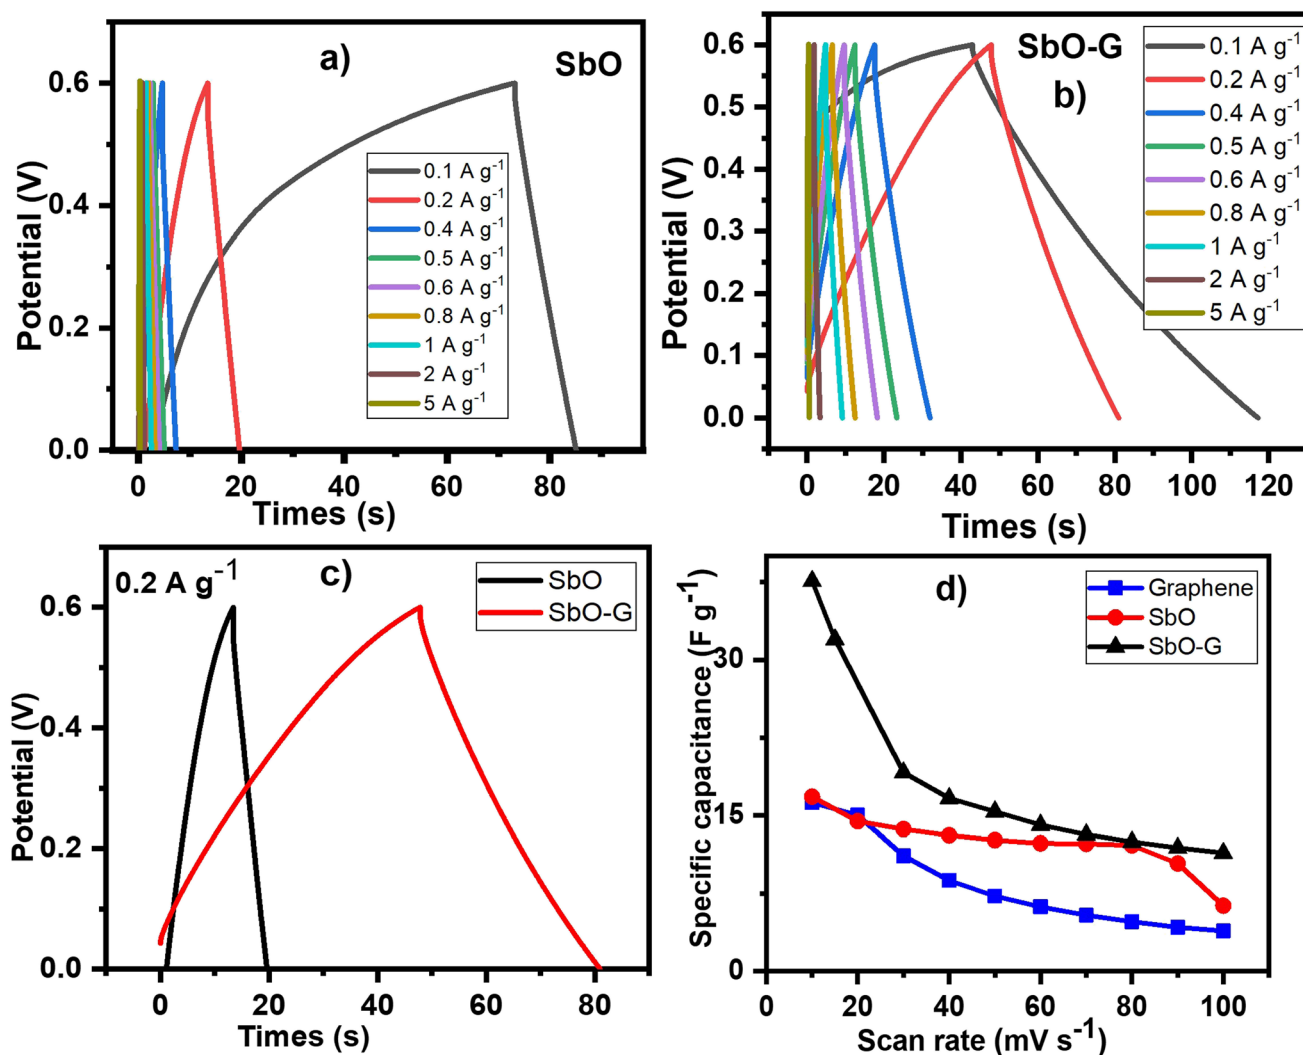 a)
SbO
0.1 A g⁻¹
0.2 A g⁻¹
0.4 A g⁻¹
0.5 A g⁻¹
0.6 A g⁻¹
0.8 A g⁻¹
1 A g⁻¹
2 A g⁻¹
5 A g⁻¹
Potential (V)
0.6
0.4
0.2
0.0
0 20 40 60 80
Times (s)
SbO-G
b)
0.1 A g⁻¹
0.2 A g⁻¹
0.4 A g⁻¹
0.5 A g⁻¹
0.6 A g⁻¹
0.8 A g⁻¹
1 A g⁻¹
2 A g⁻¹
5 A g⁻¹
Potential (V)
0.6
0.5
0.4
0.3
0.2
0.1
0.0
0 20 40 60 80 100 120
Times (s)
0.2 A g⁻¹
c)
SbO
SbO-G
Potential (V)
0.6
0.4
0.2
0.0
0 20 40 60 80
Times (s)
d)
Graphene
SbO
SbO-G
Specific capacitance (F g⁻¹)
30
15
0
0 20 40 60 80 100
Scan rate (mV s⁻¹)